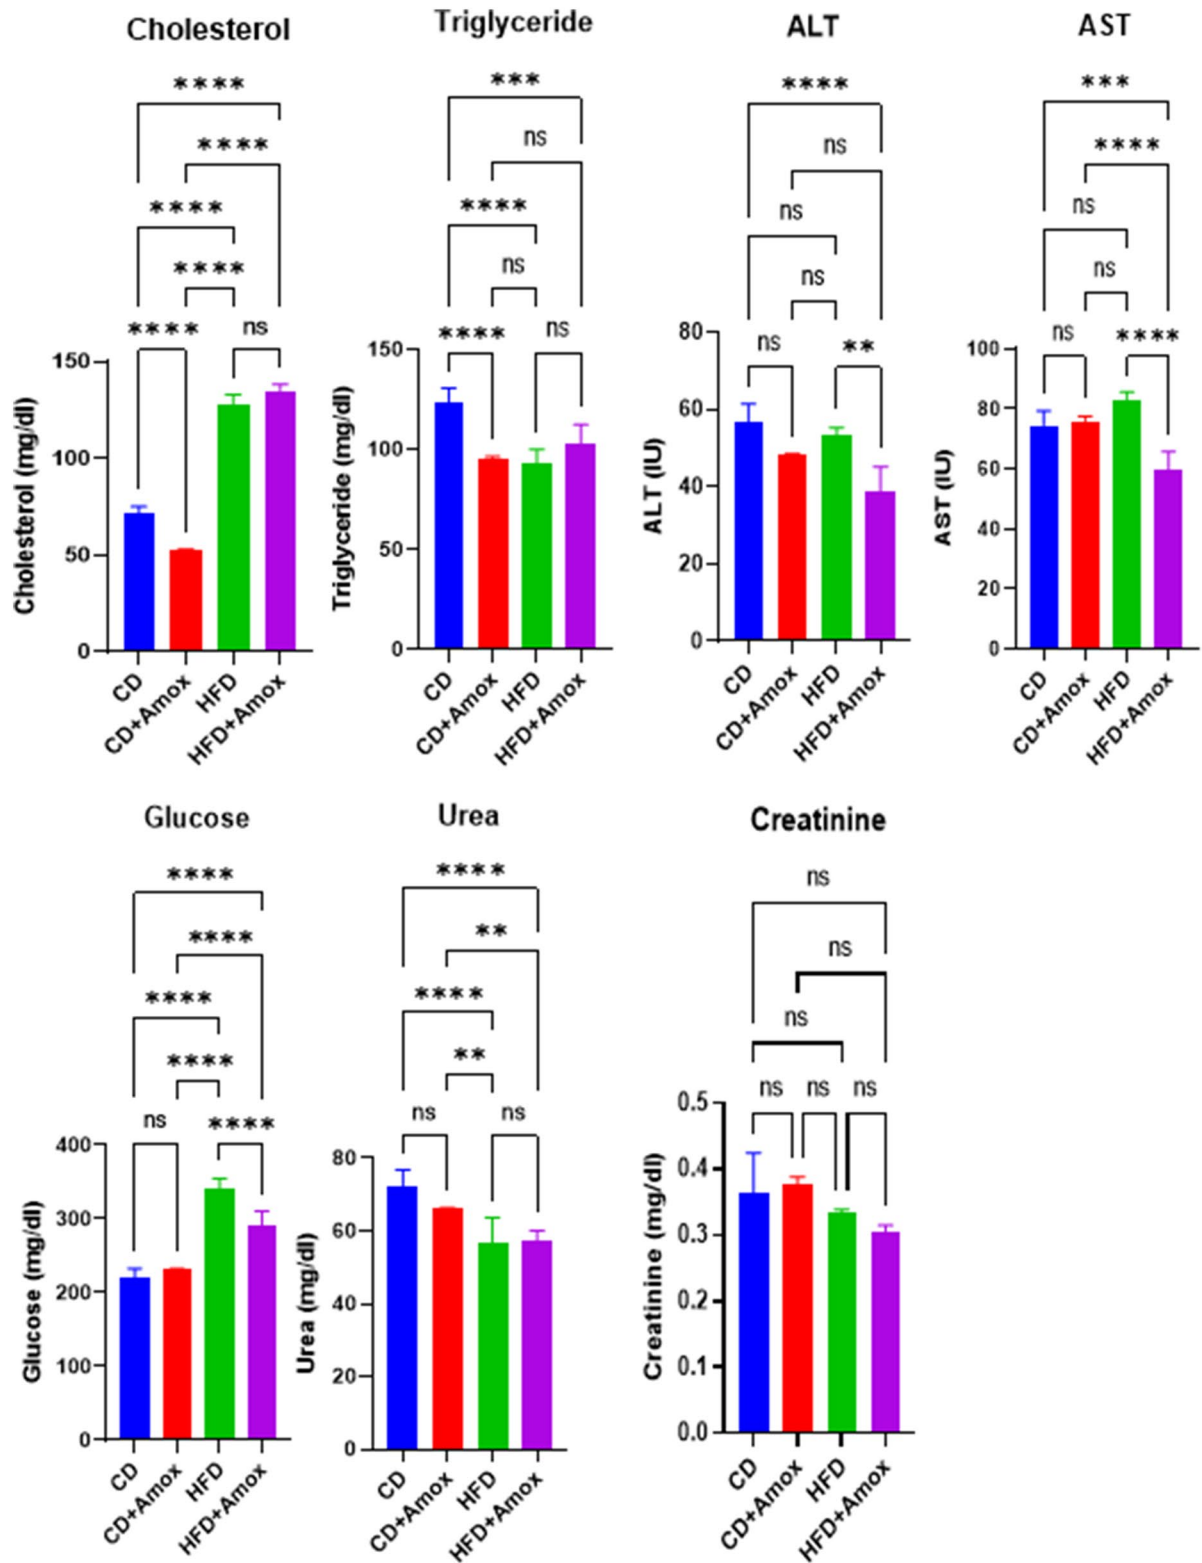 Cholesterol
****
****
****
****
**** ns
150
100
50
0
Cholesterol (mg/dl)
CD
CD+Amox
HFD
HFD+Amox
Triglyceride
***
ns
****
ns
**** ns
150
100
50
0
Triglyceride (mg/dl)
CD
CD+Amox
HFD
HFD+Amox
ALT
****
ns
ns
ns
ns **
80
60
40
20
0
ALT (IU)
CD
CD+Amox
HFD
HFD+Amox
AST
***
****
ns
ns
ns ****
100
80
60
40
20
0
AST (IU)
CD
CD+Amox
HFD
HFD+Amox
Glucose
****
****
****
****
ns ****
400
300
200
100
0
Glucose (mg/dl)
CD
CD+Amox
HFD
HFD+Amox
Urea
****
**
****
**
ns ns
80
60
40
20
0
Urea (mg/dl)
CD
CD+Amox
HFD
HFD+Amox
Creatinine
ns
ns
ns
ns ns ns
0.5
0.4
0.3
0.2
0.1
0.0
Creatinine (mg/dl)
CD
CD+Amox
HFD
HFD+Amox